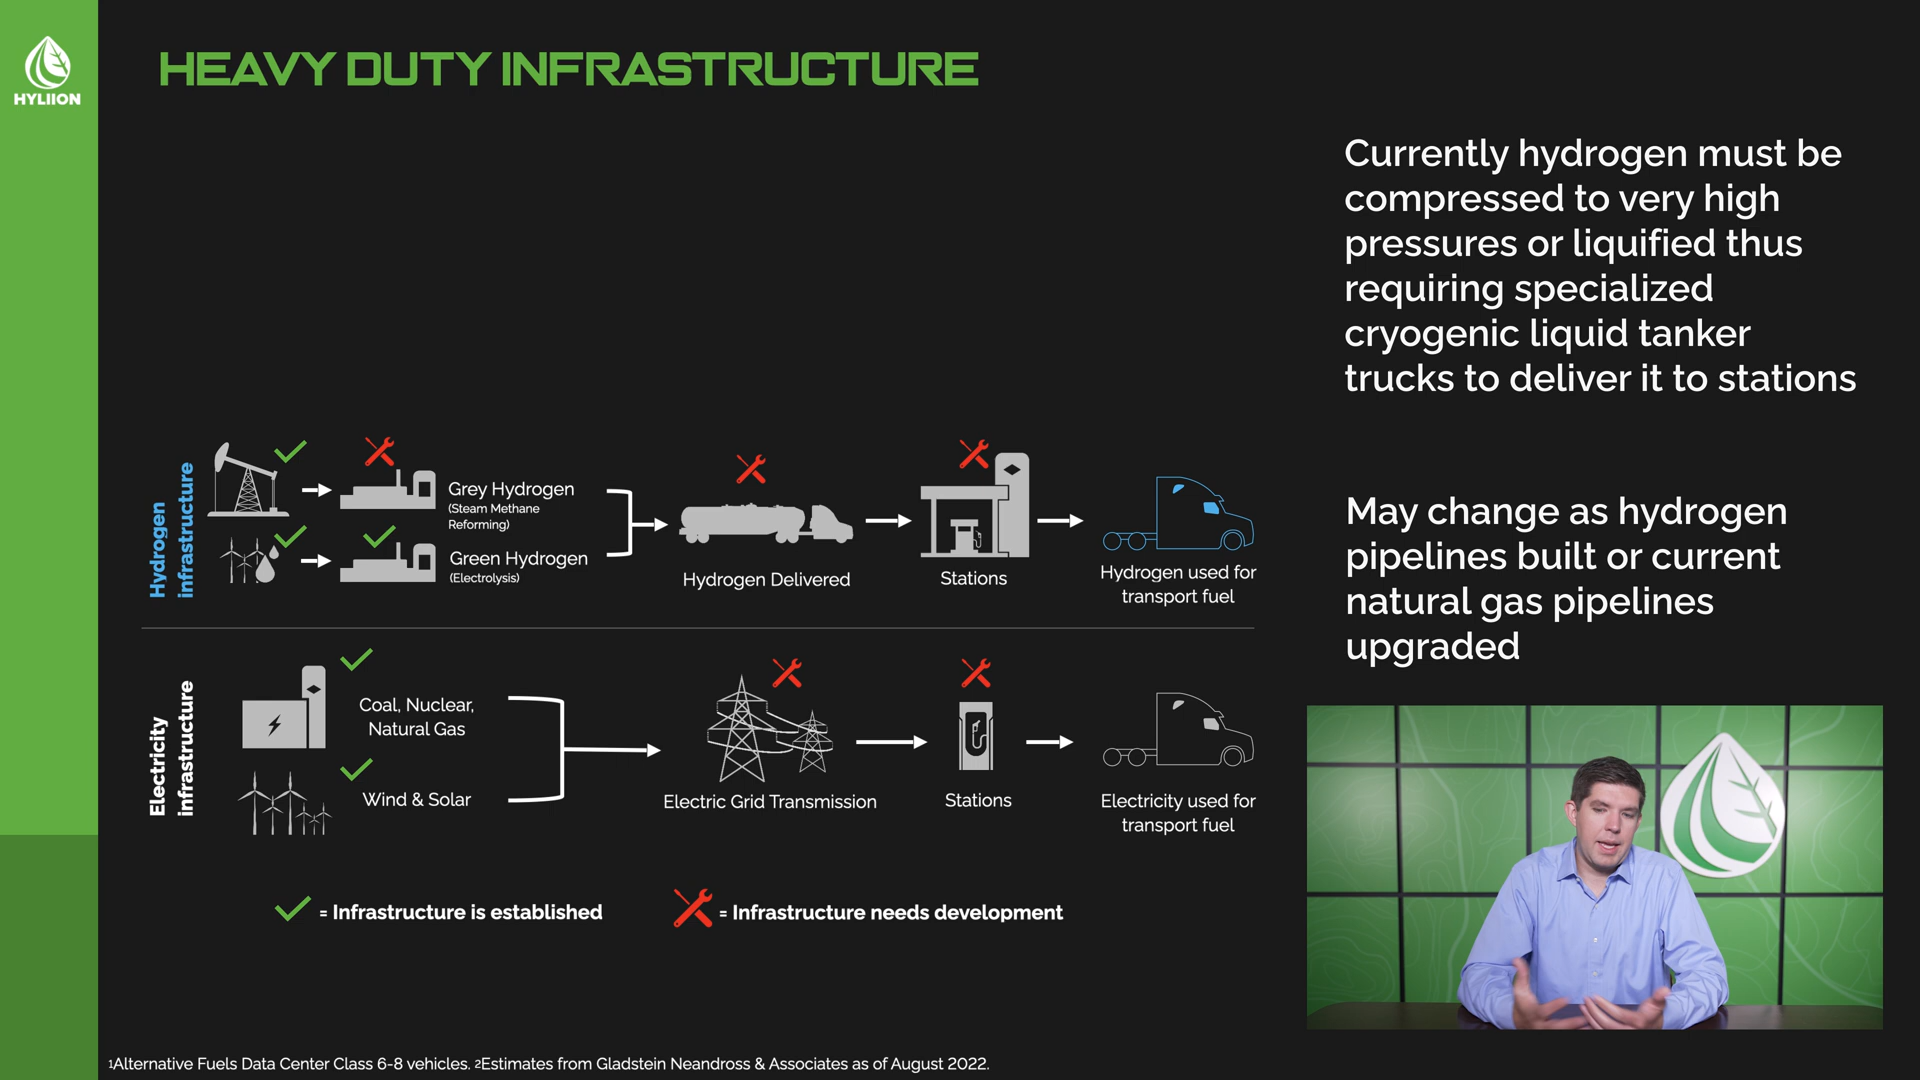 HYLIION
HEAVY DUTY INFRASTRUCTURE
Currently hydrogen must be
compressed to very high
pressures or liquified thus
requiring specialized
cryogenic liquid tanker
trucks to deliver it to stations
May change as hydrogen
pipelines built or current
natural gas pipelines
upgraded
Hydrogen
infrastructure
Grey Hydrogen
(Steam Methane
Reforming)
Green Hydrogen
(Electrolysis)
Hydrogen Delivered
Stations
Hydrogen used for
transport fuel
Electricity
infrastructure
Coal, Nuclear,
Natural Gas
Wind & Solar
Electric Grid Transmission
Stations
Electricity used for
transport fuel
= Infrastructure is established
= Infrastructure needs development
¹Alternative Fuels Data Center Class 6-8 vehicles. ²Estimates from Gladstein Neandross & Associates as of August 2022.